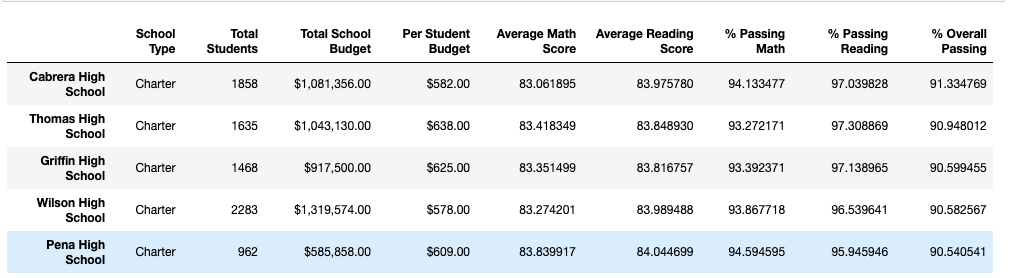 School Type Total Students Total School Budget Per Student Budget Average Math Score Average Reading Score % Passing Math % Passing Reading % Overall Passing
Cabrera High School Charter 1858 $1,081,356.00 $582.00 83.061895 83.975780 94.133477 97.039828 91.334769
Thomas High School Charter 1635 $1,043,130.00 $638.00 83.418349 83.848930 93.272171 97.308869 90.948012
Griffin High School Charter 1468 $917,500.00 $625.00 83.351499 83.816757 93.392371 97.138965 90.599455
Wilson High School Charter 2283 $1,319,574.00 $578.00 83.274201 83.989488 93.867718 96.539641 90.582567
Pena High School Charter 962 $585,858.00 $609.00 83.839917 84.044699 94.594595 95.945946 90.540541